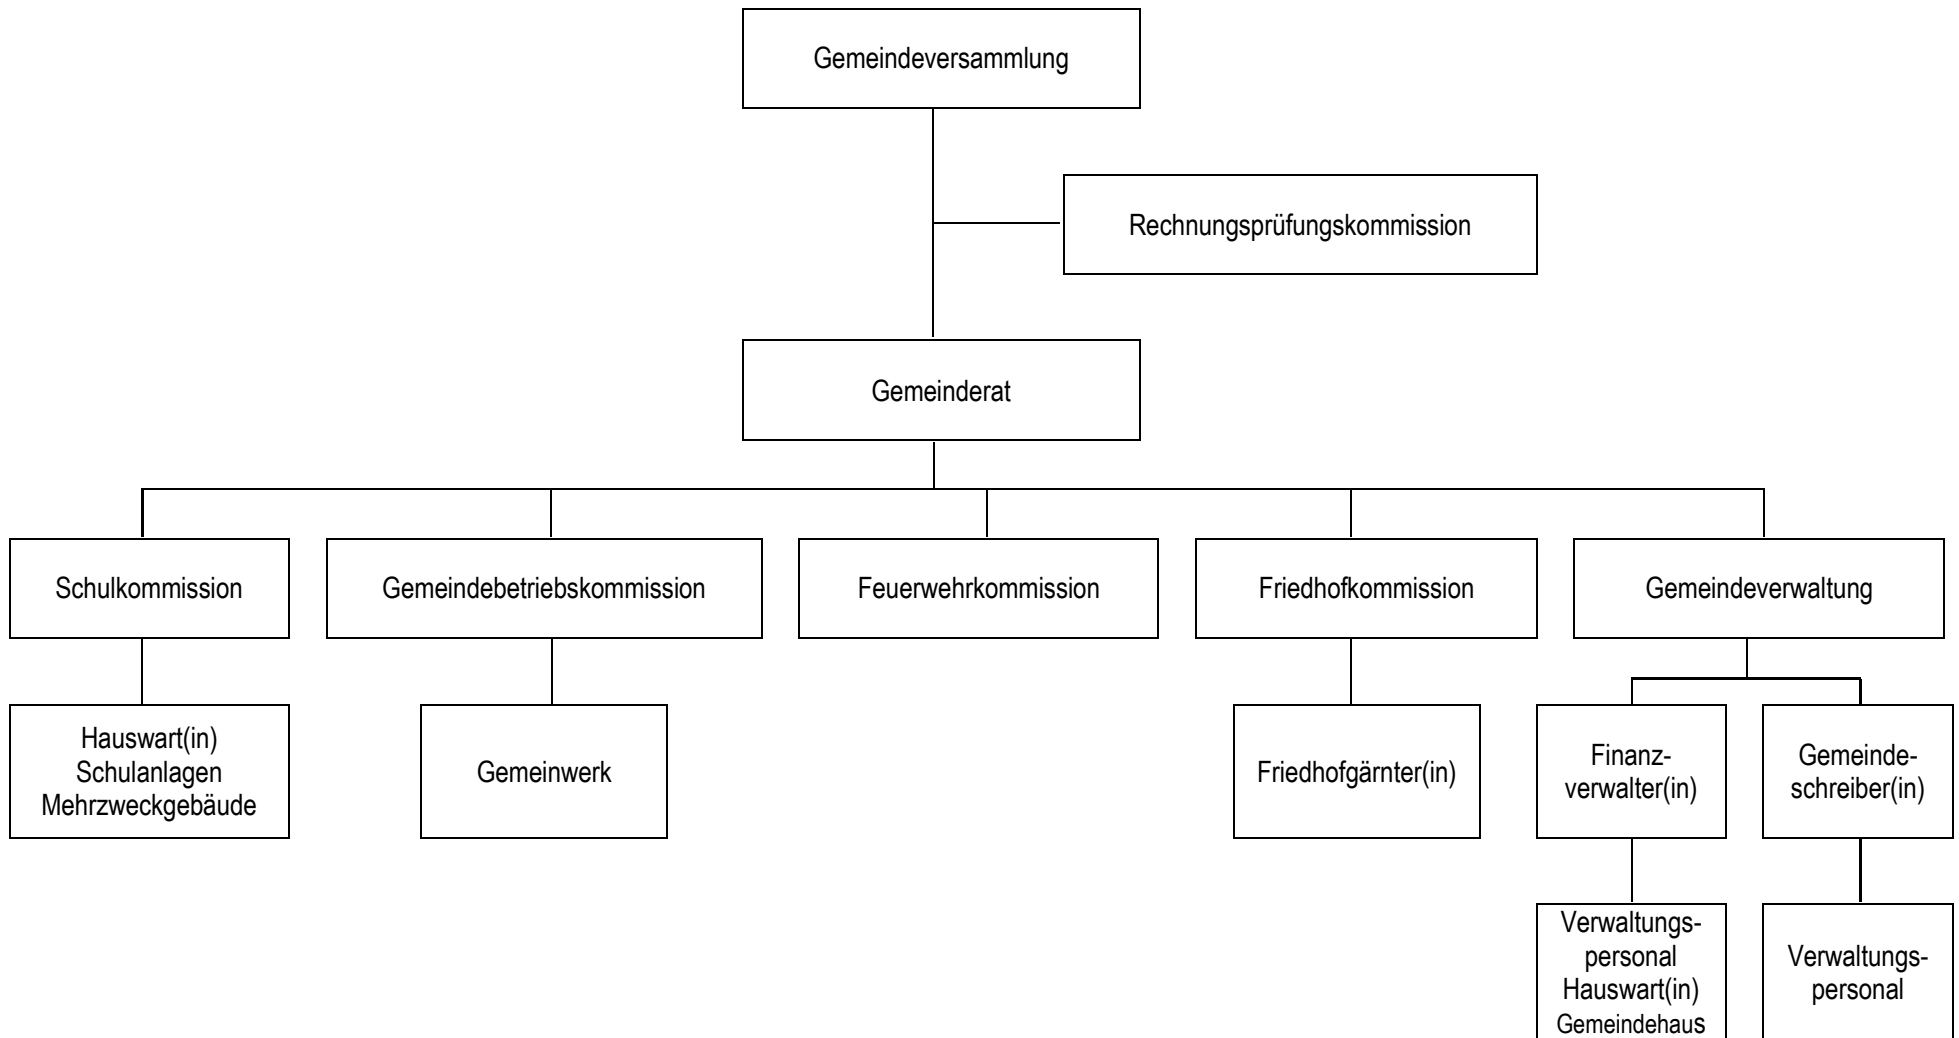 Gemeindeversammlung
Rechnungsprüfungskommission
Gemeinderat
Schulkommission
Gemeindebetriebskommission
Feuerwehrkommission
Friedhofkommission
Gemeindeverwaltung
Hauswart(in)
Schulanlagen
Mehrzweckgebäude
Gemeinwerk
Friedhofgärnter(in)
Finanz-
verwalter(in)
Gemeinde-
schreiber(in)
Verwaltungs-
personal
Hauswart(in)
Gemeindehaus
Verwaltungs-
personal